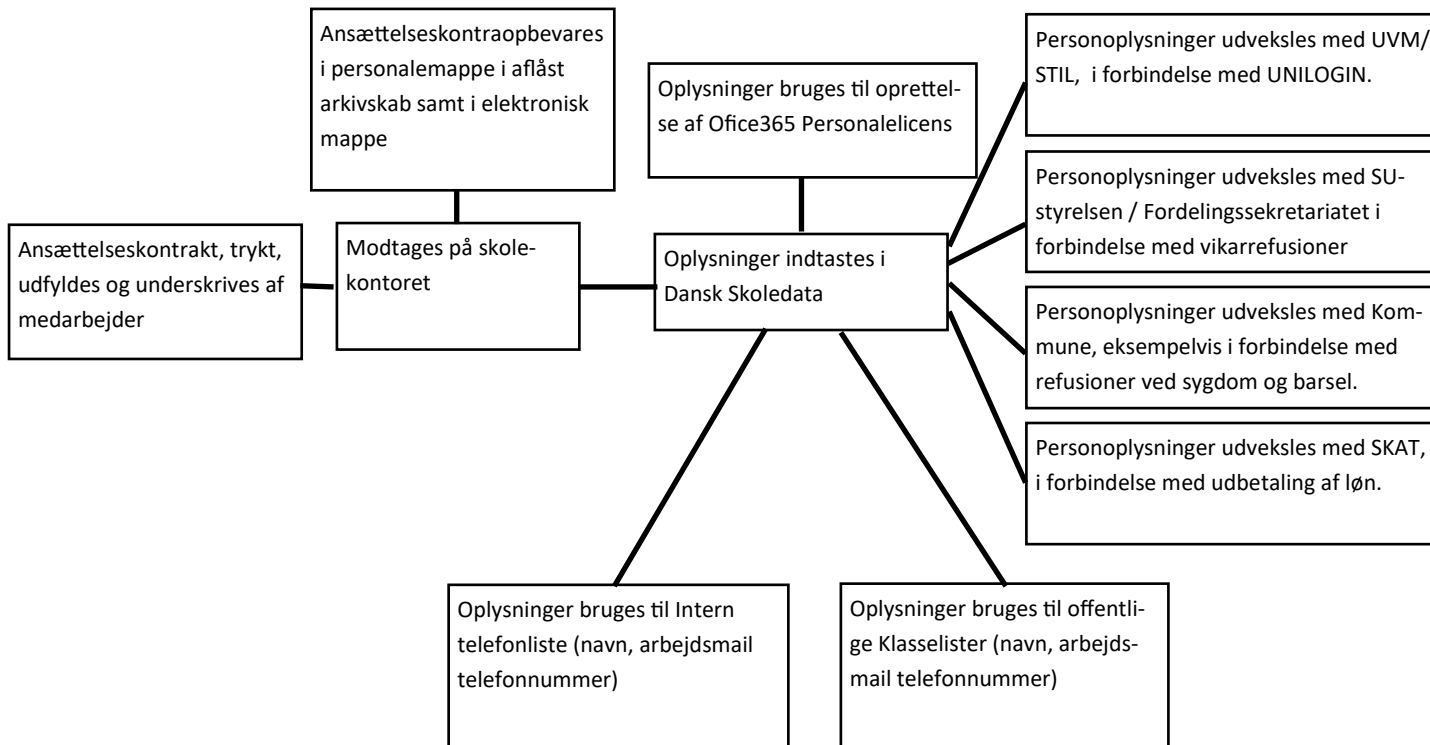 Ansættelseskontraopbevares
i personalemappe i aflåst
arkivskab samt i elektronisk
mappe
Oplysninger bruges til oprettel-
se af Ofice365 Personalelicens
Personoplysninger udveksles med UVM/
STIL, i forbindelse med UNILOGIN.
Personoplysninger udveksles med SU-
styrelsen / Fordelingssekretariatet i
forbindelse med vikarrefusioner
Ansættelseskontrakt, trykt,
udfyldes og underskrives af
medarbejder
Modtages på skole-
kontoret
Oplysninger indtastes i
Dansk Skoledata
Personoplysninger udveksles med Kom-
mune, eksempelvis i forbindelse med
refusioner ved sygdom og barsel.
Personoplysninger udveksles med SKAT,
i forbindelse med udbetaling af løn.
Oplysninger bruges til Intern
telefonliste (navn, arbejdsmail
telefonnummer)
Oplysninger bruges til offentli-
ge Klasselister (navn, arbejds-
mail telefonnummer)